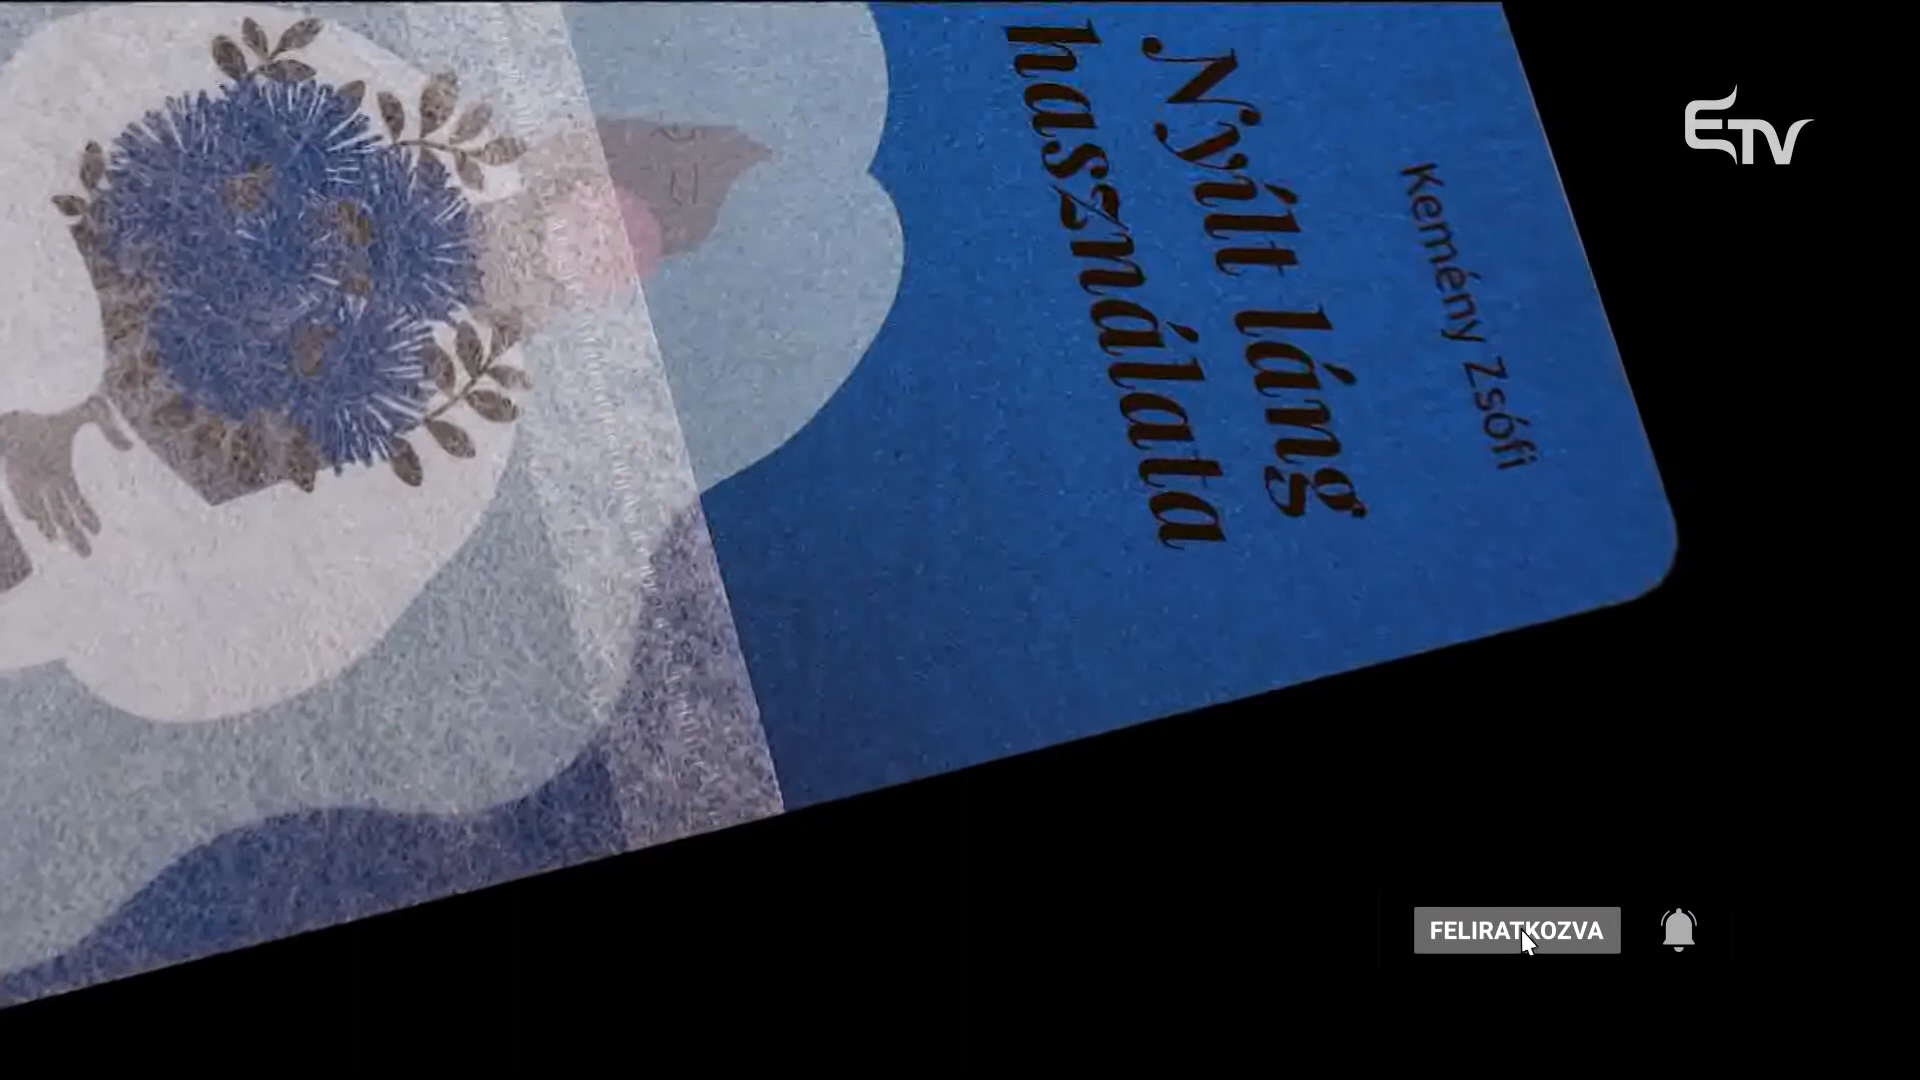 Kemény Zsófi
Nyílt láng
használata
ETV
FELIRATKOZVA